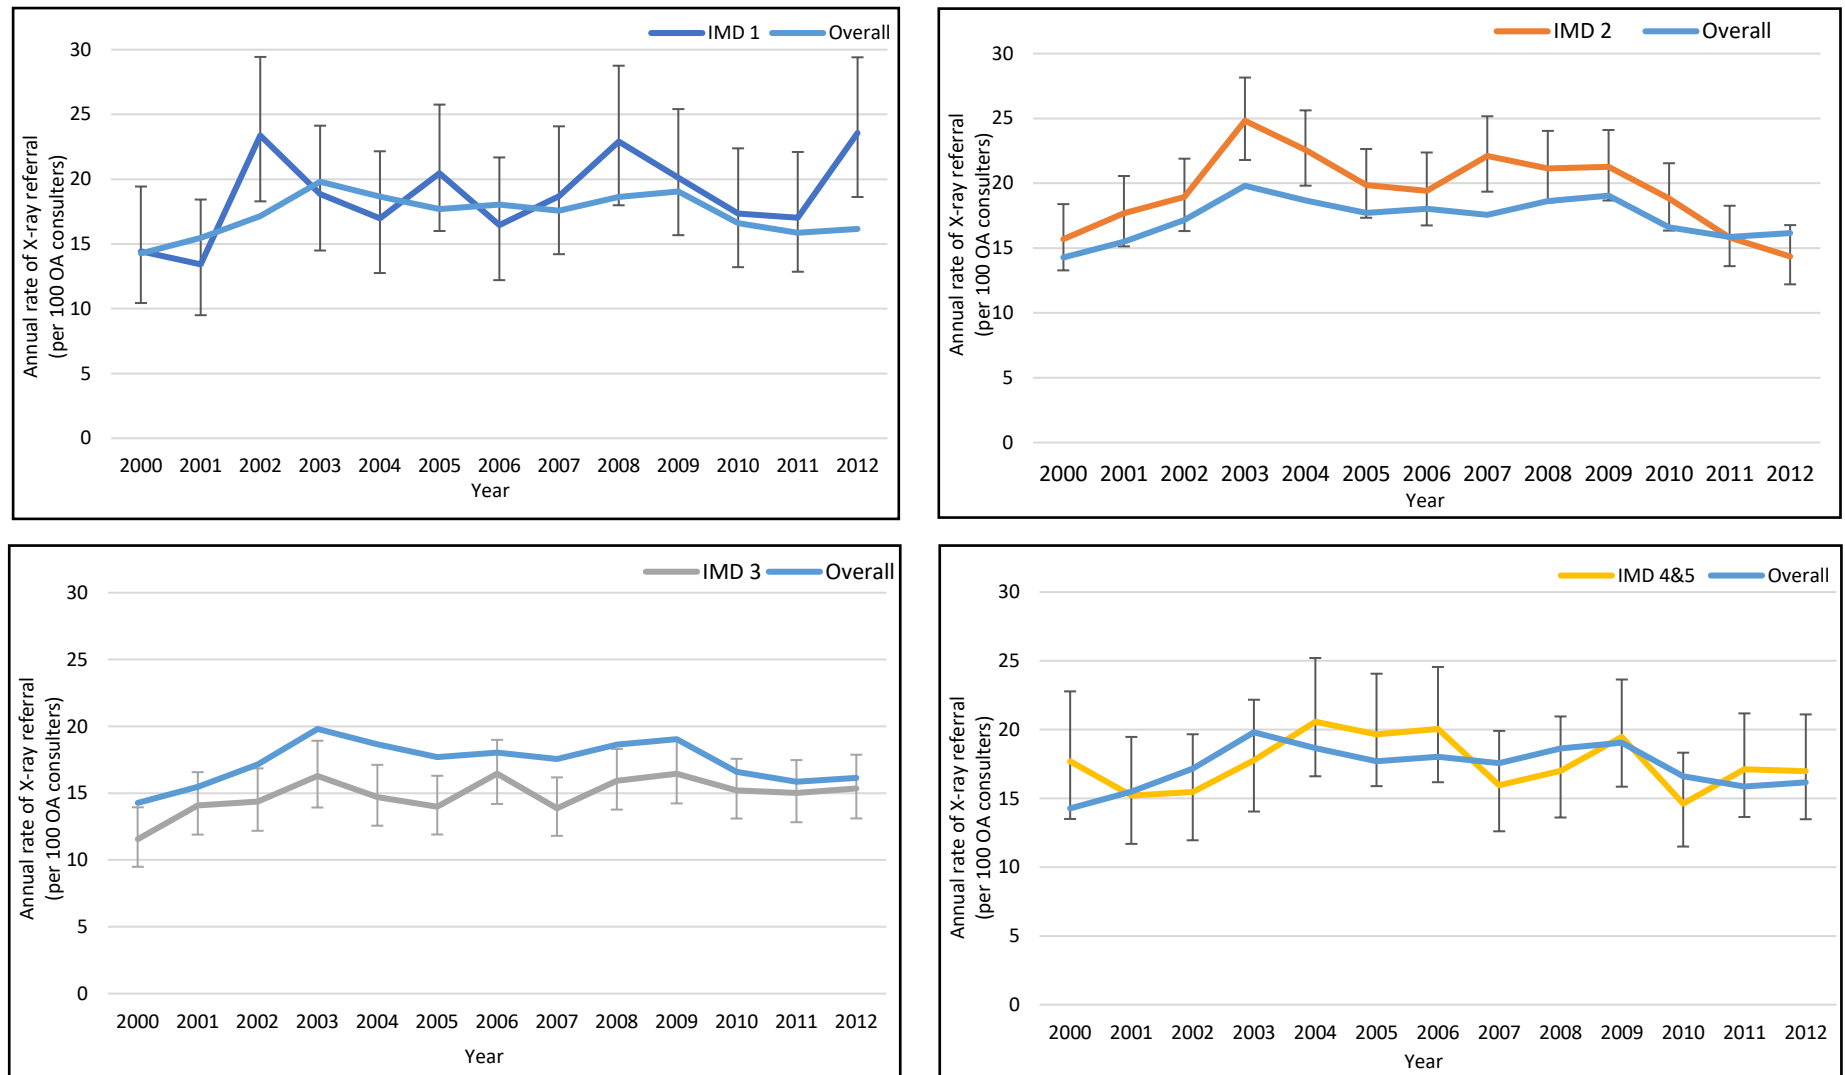 IMD 1 Overall
Annual rate of X-ray referral
(per 100 OA consulters)
30
25
20
15
10
5
0
2000 2001 2002 2003 2004 2005 2006 2007 2008 2009 2010 2011 2012
Year
IMD 2 Overall
Annual rate of X-ray referral
(per 100 OA consulters)
30
25
20
15
10
5
0
2000 2001 2002 2003 2004 2005 2006 2007 2008 2009 2010 2011 2012
Year
IMD 3 Overall
Annual rate of X-ray referral
(per 100 OA consulters)
30
25
20
15
10
5
0
2000 2001 2002 2003 2004 2005 2006 2007 2008 2009 2010 2011 2012
Year
IMD 4&5 Overall
Annual rate of X-ray referral
(per 100 OA consulters)
30
25
20
15
10
5
0
2000 2001 2002 2003 2004 2005 2006 2007 2008 2009 2010 2011 2012
Year